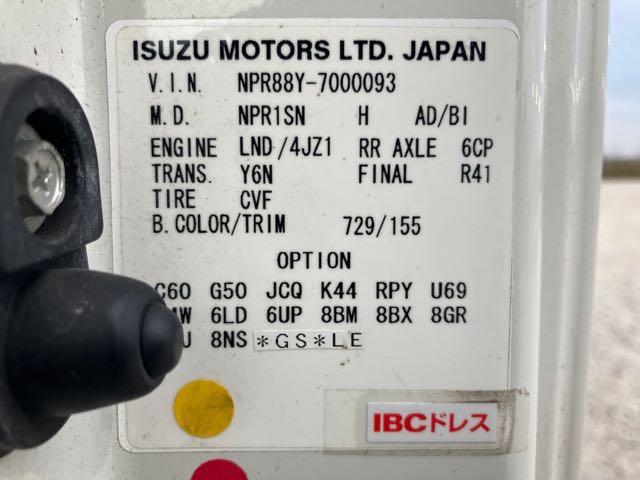 ISUZU MOTORS LTD. JAPAN
V.I.N. NPR88Y-7000093
M.D. NPR1SN H AD/BI
ENGINE LND/4JZ1 RR AXLE 6CP
TRANS. Y6N FINAL R41
TIRE CVF
B.COLOR/TRIM 729/155
OPTION
C60 G50 JCQ K44 RPY U69
6LD 6UP 8BM 8BX 8GR
8NS *GS*LE
IBCドレス